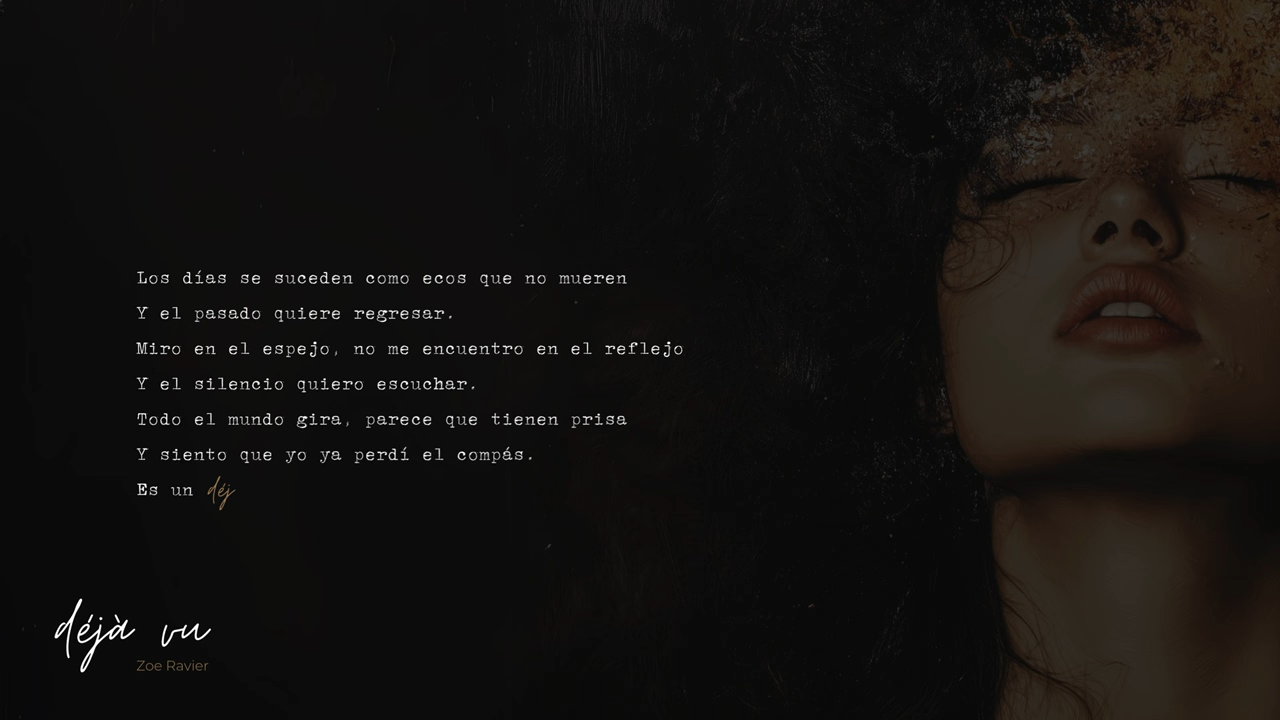 Los días se suceden como ecos que no mueren
Y el pasado quiere regresar.
Miro en el espejo, no me encuentro en el reflejo
Y el silencio quiero escuchar.
Todo el mundo gira, parece que tienen prisa
Y siento que yo ya perdí el compás.
Es un déj
déjà vu
Zoe Ravier